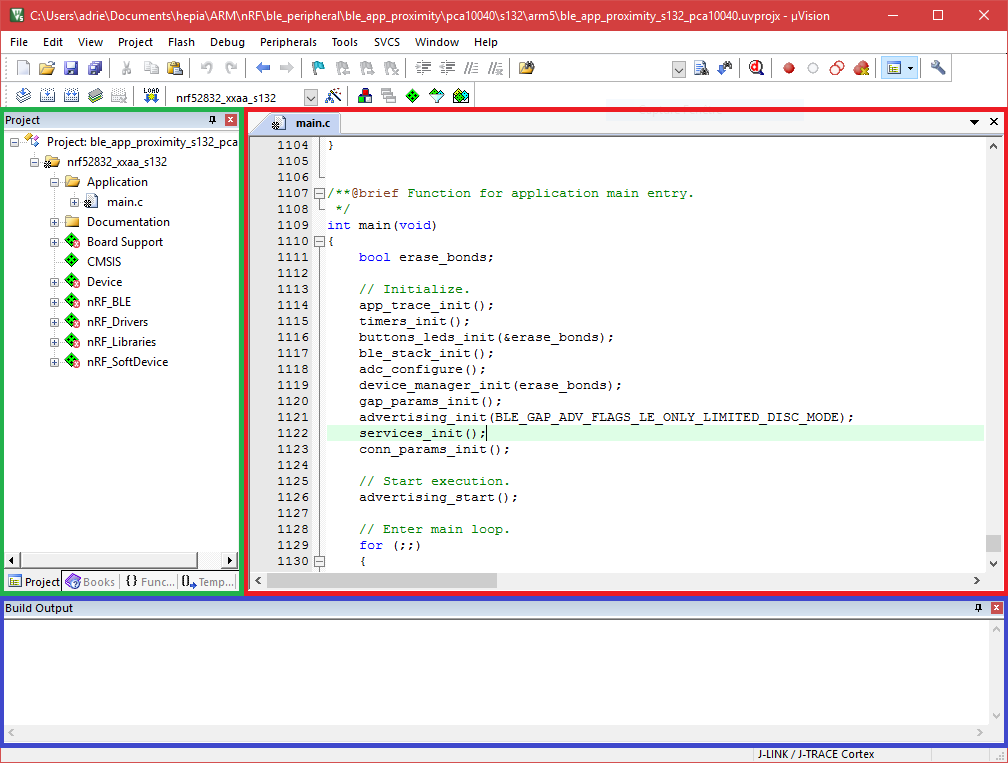 C:\Users\adrie\Documents\hepia\ARM\nRF\ble_peripheral\ble_app_proximity\pca10040\s132\arm5\ble_app_proximity_s132_pca10040.uvprojx - µVision
File Edit View Project Flash Debug Peripherals Tools SVCS Window Help
LOAD
nrf52832_xxaa_s132
Project
Project: ble_app_proximity_s132_pca
nrf52832_xxaa_s132
Application
main.c
Documentation
Board Support
CMSIS
Device
nRF_BLE
nRF_Drivers
nRF_Libraries
nRF_SoftDevice
Project Books {} Func... Temp...
main.c
1104 }
1105
1106
1107 /**@brief Function for application main entry.
1108 */
1109 int main(void)
1110 {
1111 bool erase_bonds;
1112
1113 // Initialize.
1114 app_trace_init();
1115 timers_init();
1116 buttons_leds_init(&erase_bonds);
1117 ble_stack_init();
1118 adc_configure();
1119 device_manager_init(erase_bonds);
1120 gap_params_init();
1121 advertising_init(BLE_GAP_ADV_FLAGS_LE_ONLY_LIMITED_DISC_MODE);
1122 services_init();
1123 conn_params_init();
1124
1125 // Start execution.
1126 advertising_start();
1127
1128 // Enter main loop.
1129 for (;;)
1130 {
Build Output
J-LINK / J-TRACE Cortex